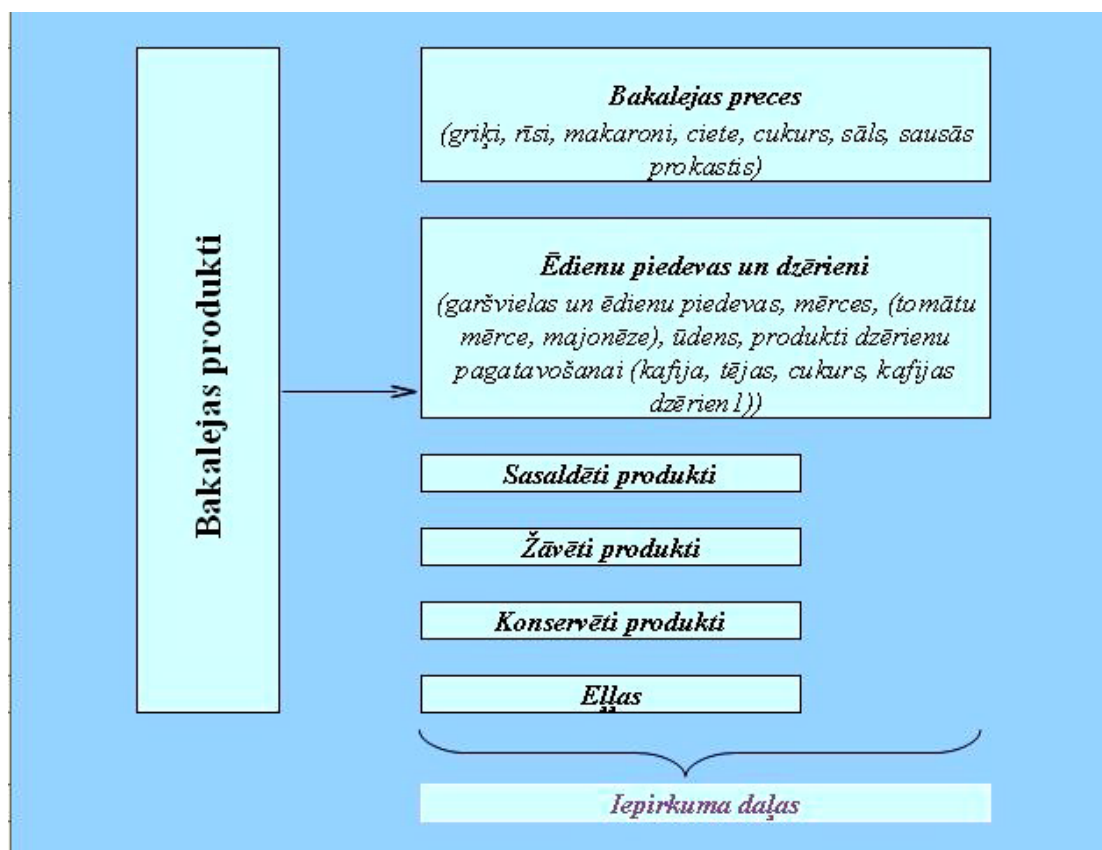 Bakalejas produkti
Bakalejas preces
(griķi, rīsi, makaroni, ciete, cukurs, sāls, sausās
prokastis)
Ēdienu piedevas un dzērieni
(garšvielas un ēdienu piedevas, mērces, (tomātu
mērce, majonēze), ūdens, produkti dzērienu
pagatavošanai (kafija, tējas, cukurs, kafijas
dzērien1))
Sasaldēti produkti
Žāvēti produkti
Konservēti produkti
Eļļas
Iepirkuma daļas